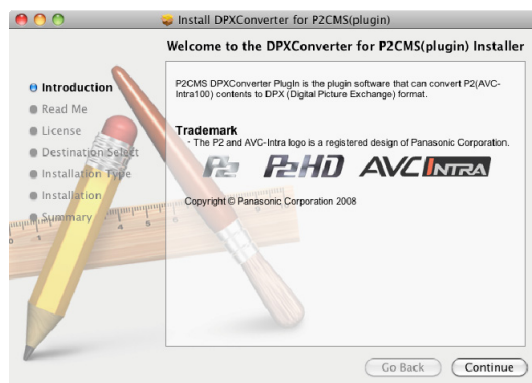 Install DPXConverter for P2CMS(plugin)
Welcome to the DPXConverter for P2CMS(plugin) Installer
Introduction
Read Me
License
Destination Select
Installation Type
Installation
Summary
P2CMS DPXConverter Plugin is the plugin software that can convert P2(AVC-
Intra100) contents to DPX (Digital Picture Exchange) format.
Trademark
- The P2 and AVC-Intra logo is a registered design of Panasonic Corporation.
P2 P2HD AVC INTRA
Copyright © Panasonic Corporation 2008
4 5
1
Go Back Continue